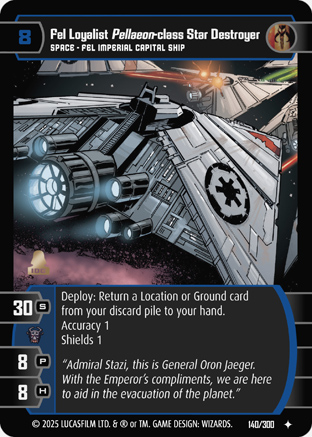 8
Fel Loyalist Pellaeon-class Star Destroyer
SPACE • FEL IMPERIAL CAPITAL SHIP
30 S
Deploy: Return a Location or Ground card
from your discard pile to your hand.
Accuracy 1
Shields 1
8 P
8 H
“Admiral Stazi, this is General Oron Jaeger.
With the Emperor’s compliments, we are here
to aid in the evacuation of the planet.”
© 2025 LUCASFILM LTD. & ® or TM. GAME DESIGN: WIZARDS.
140/300